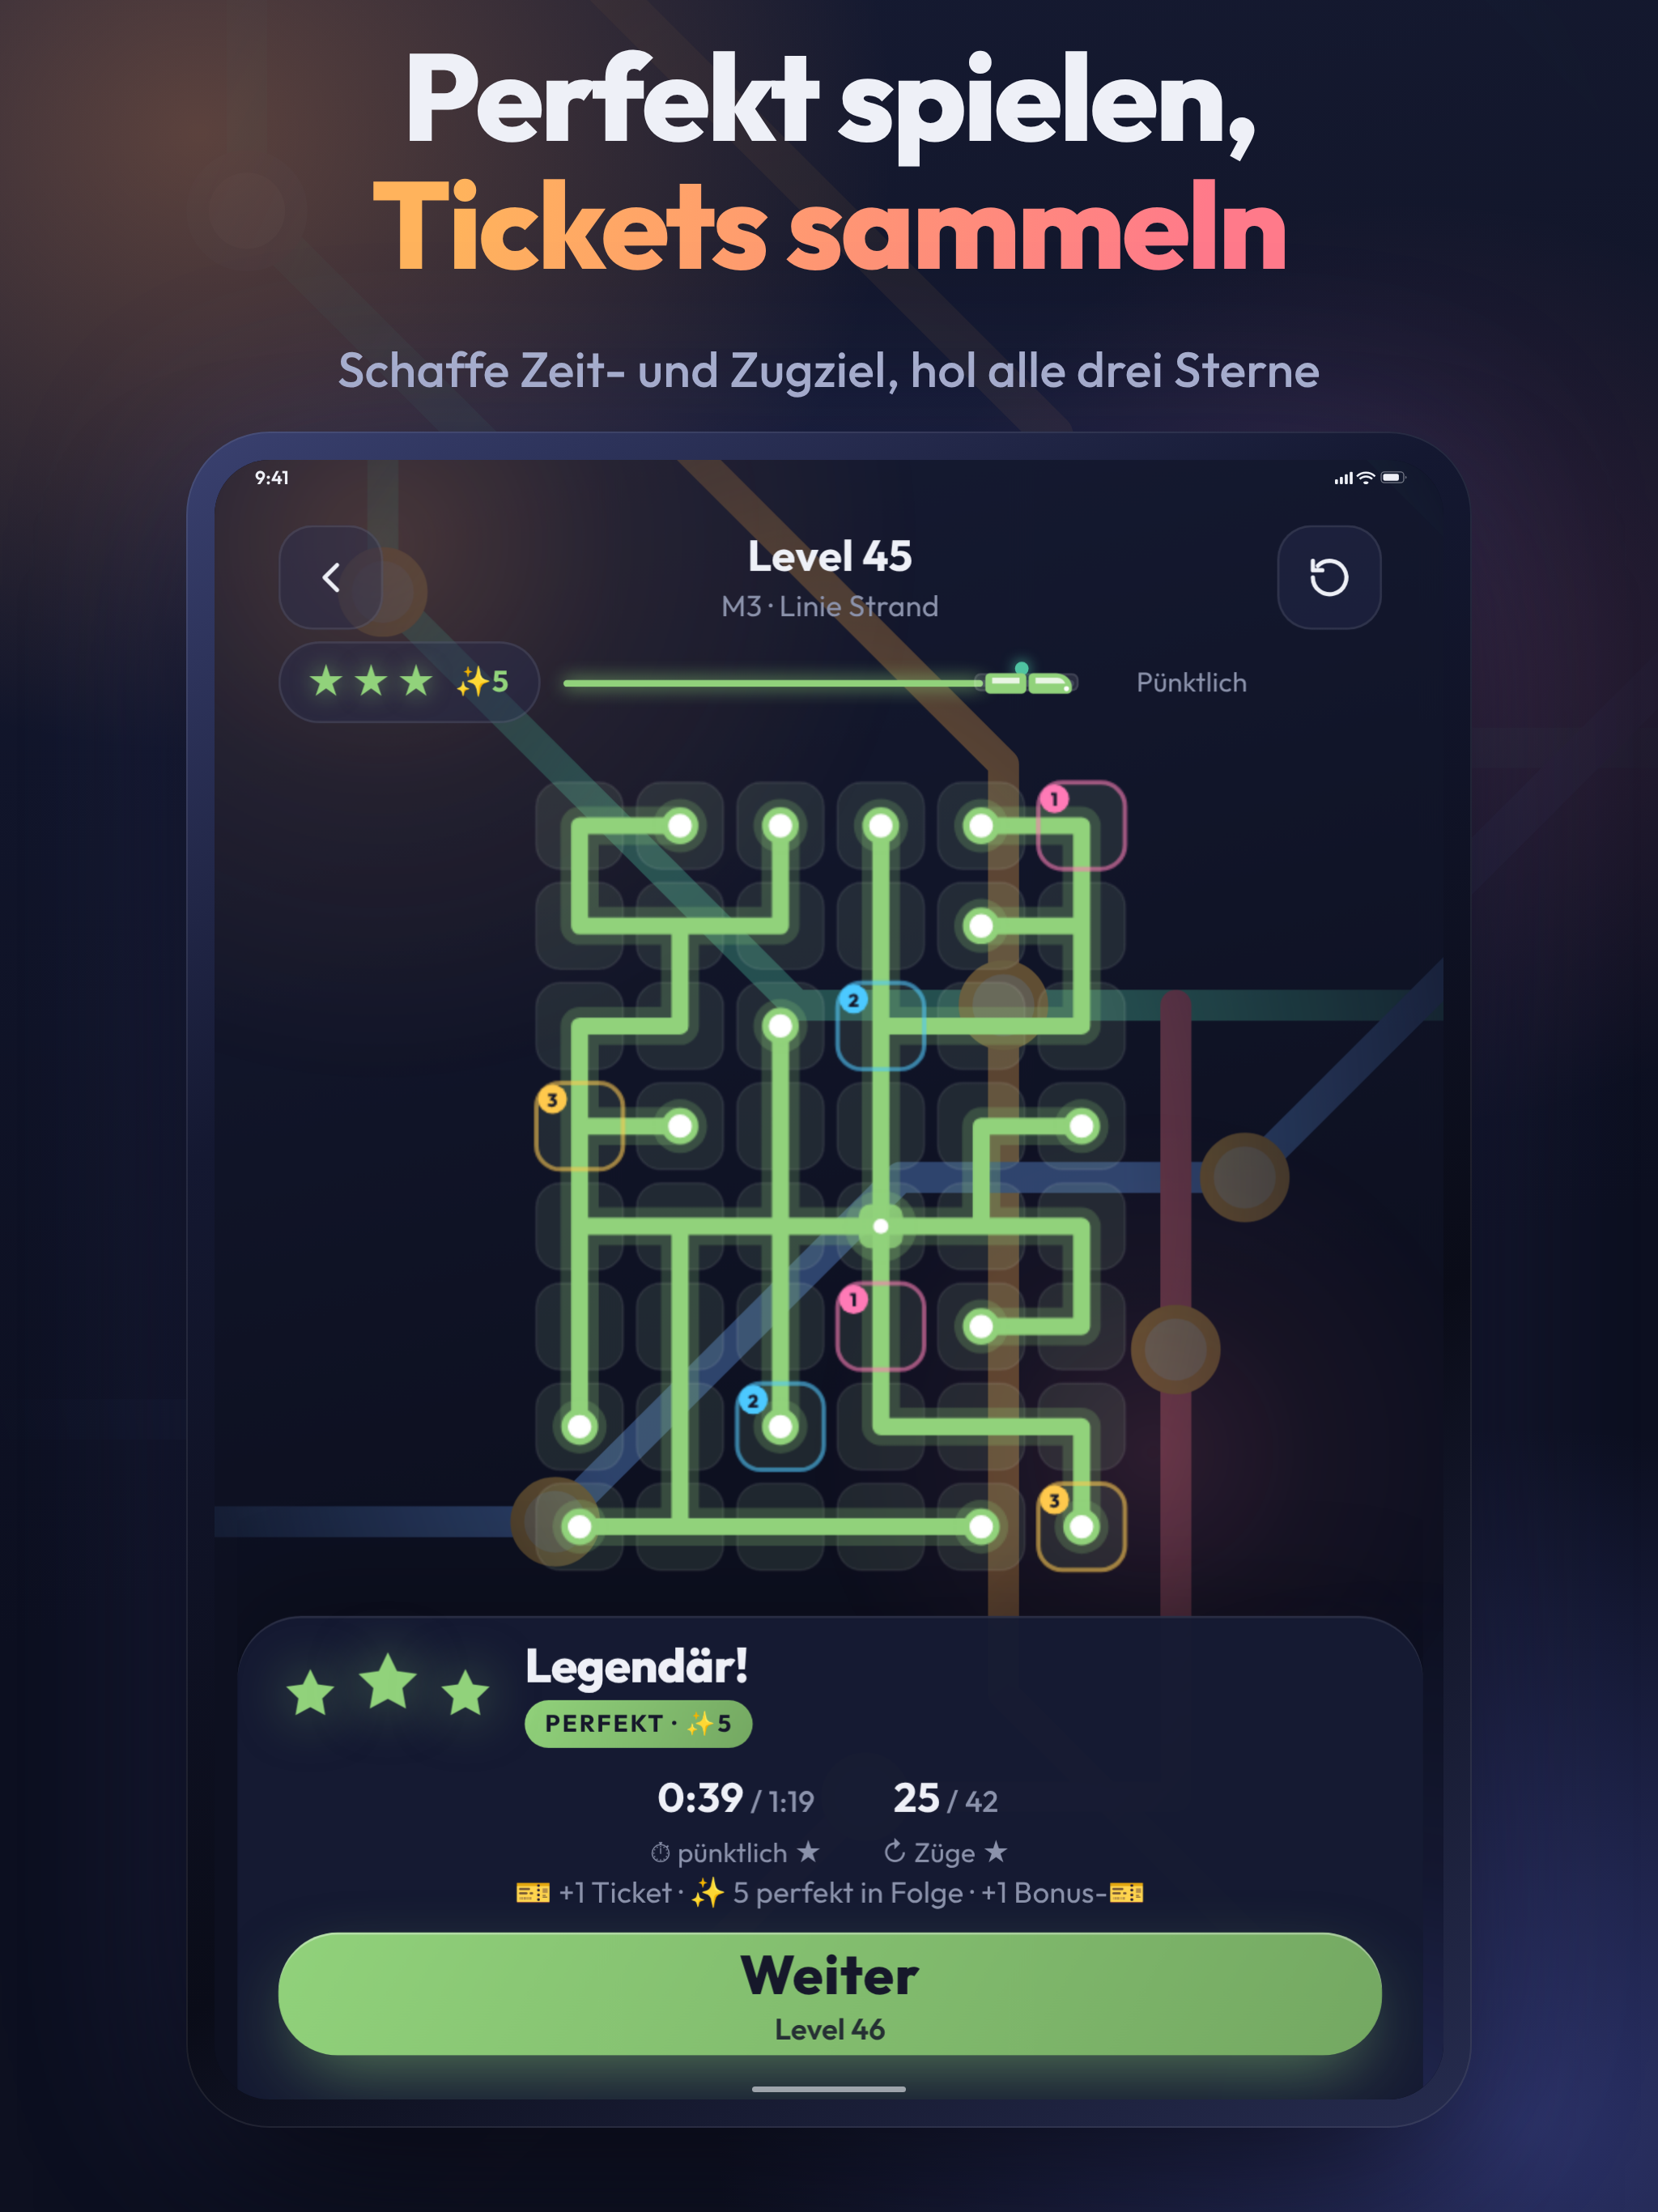 Perfekt spielen,
Tickets sammeln
Schaffe Zeit- und Zugziel, hol alle drei Sterne
9:41
Level 45
M3 · Linie Strand
★ ★ ★ ✨5
Pünktlich
1
2
3
1
2
3
Legendär!
PERFEKT · ✨5
0:39 / 1:19 25 / 42
⏱ pünktlich ★ ↻ Züge ★
🎫 +1 Ticket · ✨ 5 perfekt in Folge · +1 Bonus-🎫
Weiter
Level 46